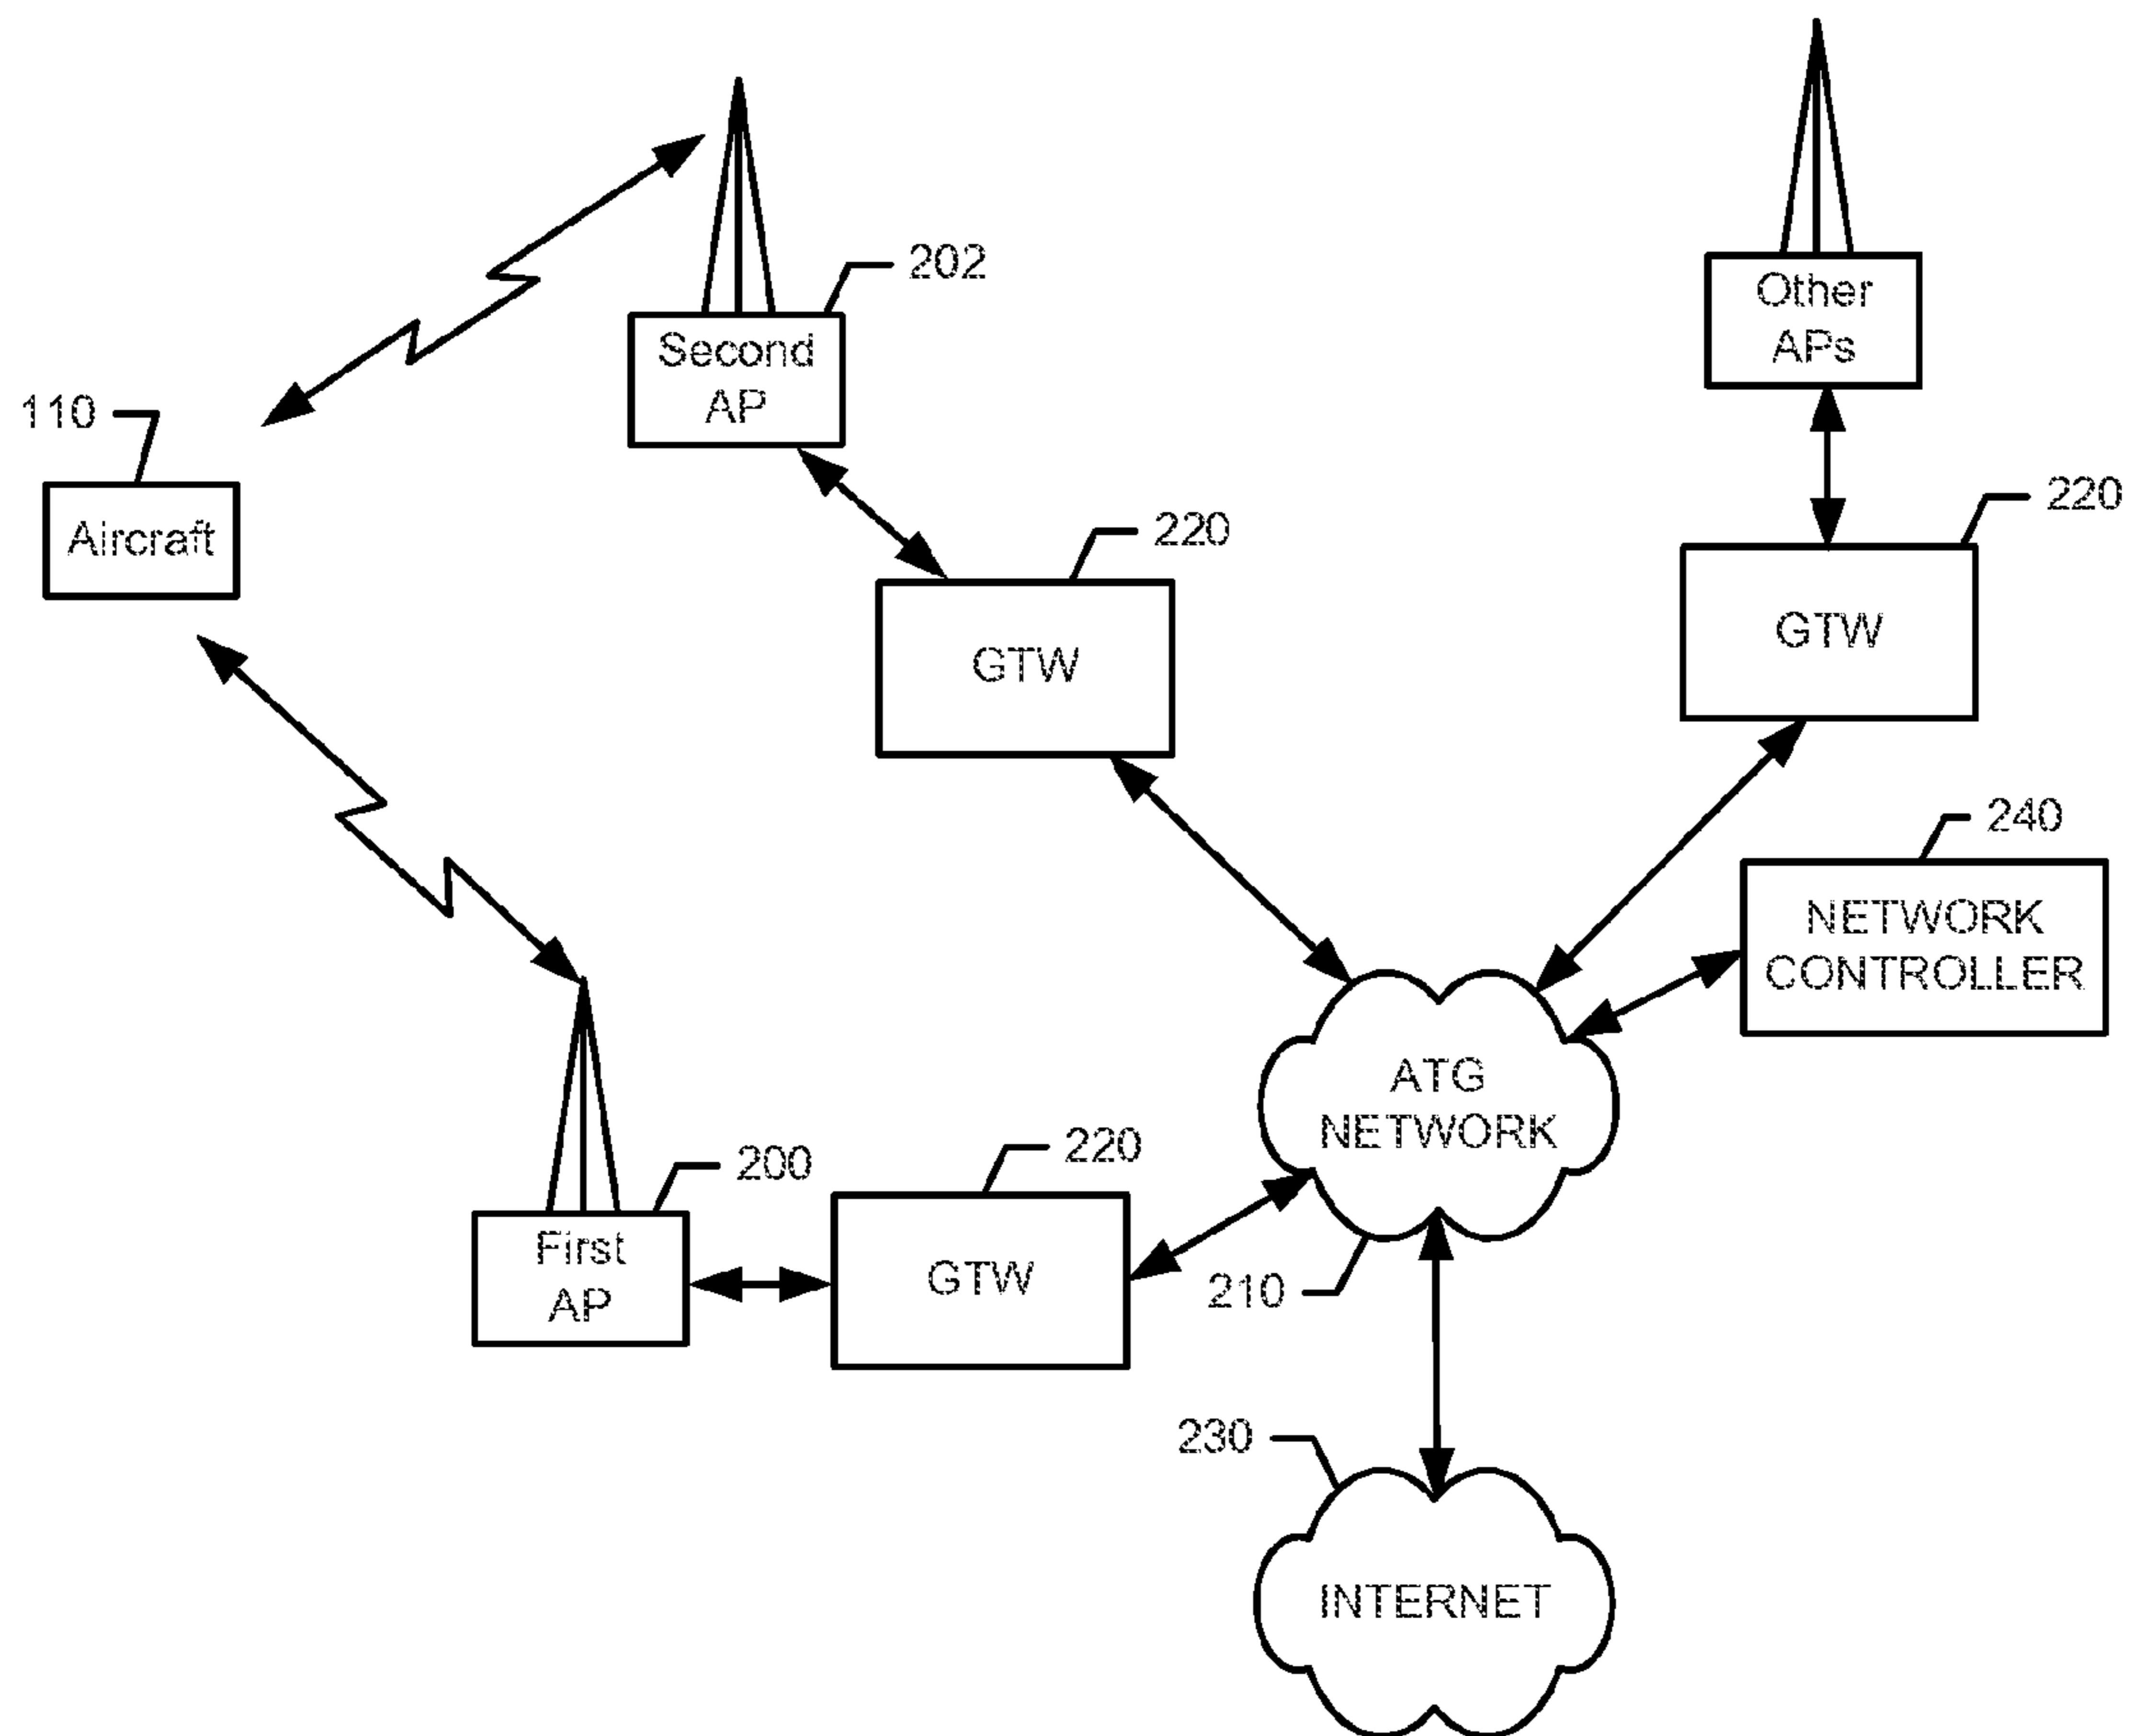 202
Second
AP
Other
APs
110
Aircraft
220
GTW
220
GTW
240
NETWORK
CONTROLLER
ATG
NETWORK
200
First
AP
220
GTW
210
230
INTERNET